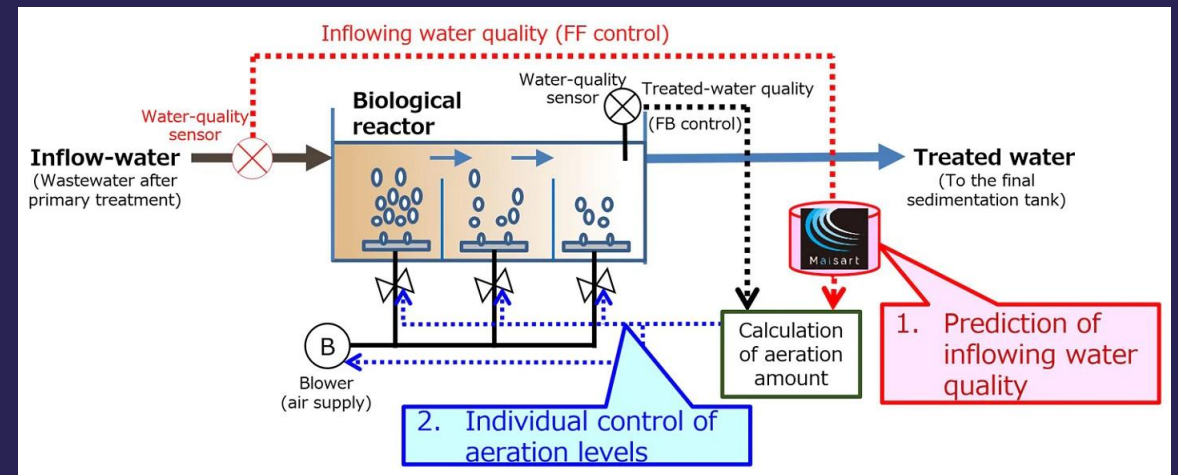 Inflowing water quality (FF control)
Water-quality
sensor
Treated-water quality
(FB control)
Biological
reactor
Water-quality
sensor
Inflow-water
(Wastewater after
primary treatment)
Treated water
(To the final
sedimentation tank)
Maisart
1. Prediction of
inflowing water
quality
Calculation
of aeration
amount
B
Blower
(air supply)
2. Individual control of
aeration levels